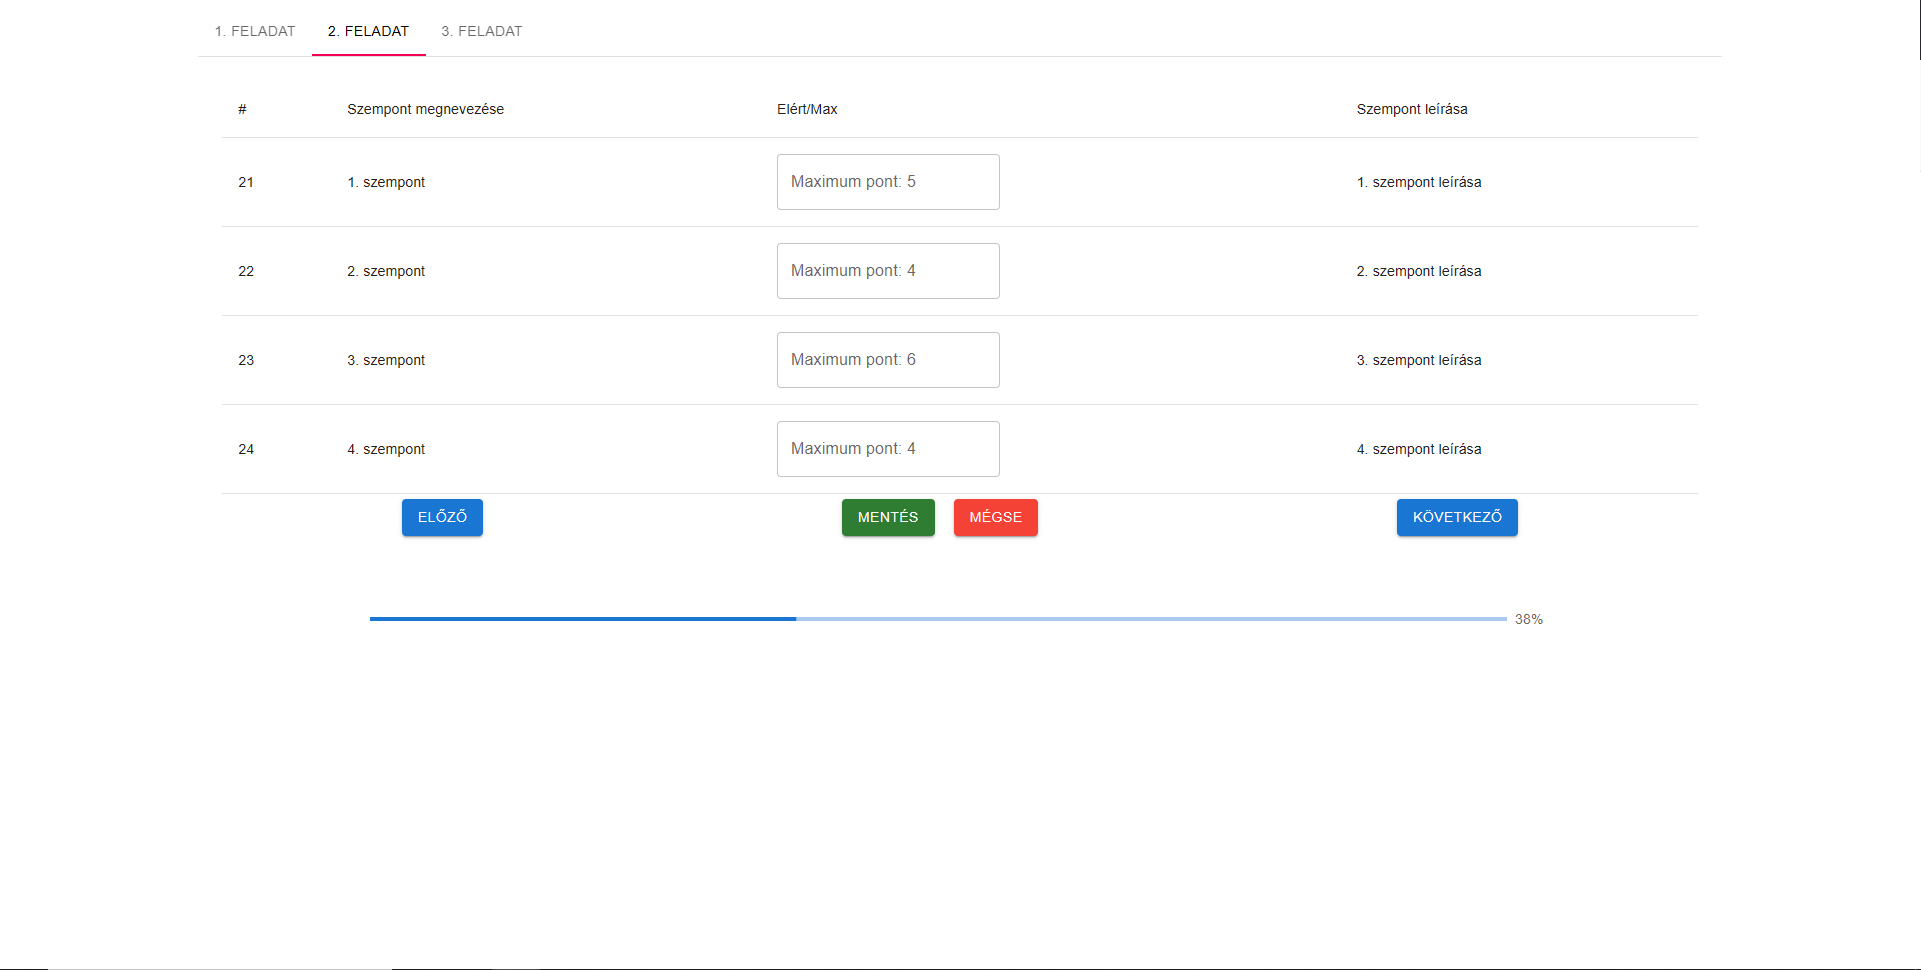 1. FELADAT 2. FELADAT 3. FELADAT
# Szempont megnevezése Elért/Max Szempont leírása
21 1. szempont Maximum pont: 5 1. szempont leírása
22 2. szempont Maximum pont: 4 2. szempont leírása
23 3. szempont Maximum pont: 6 3. szempont leírása
24 4. szempont Maximum pont: 4 4. szempont leírása
ELŐZŐ MENTÉS MÉGSE KÖVETKEZŐ
38%